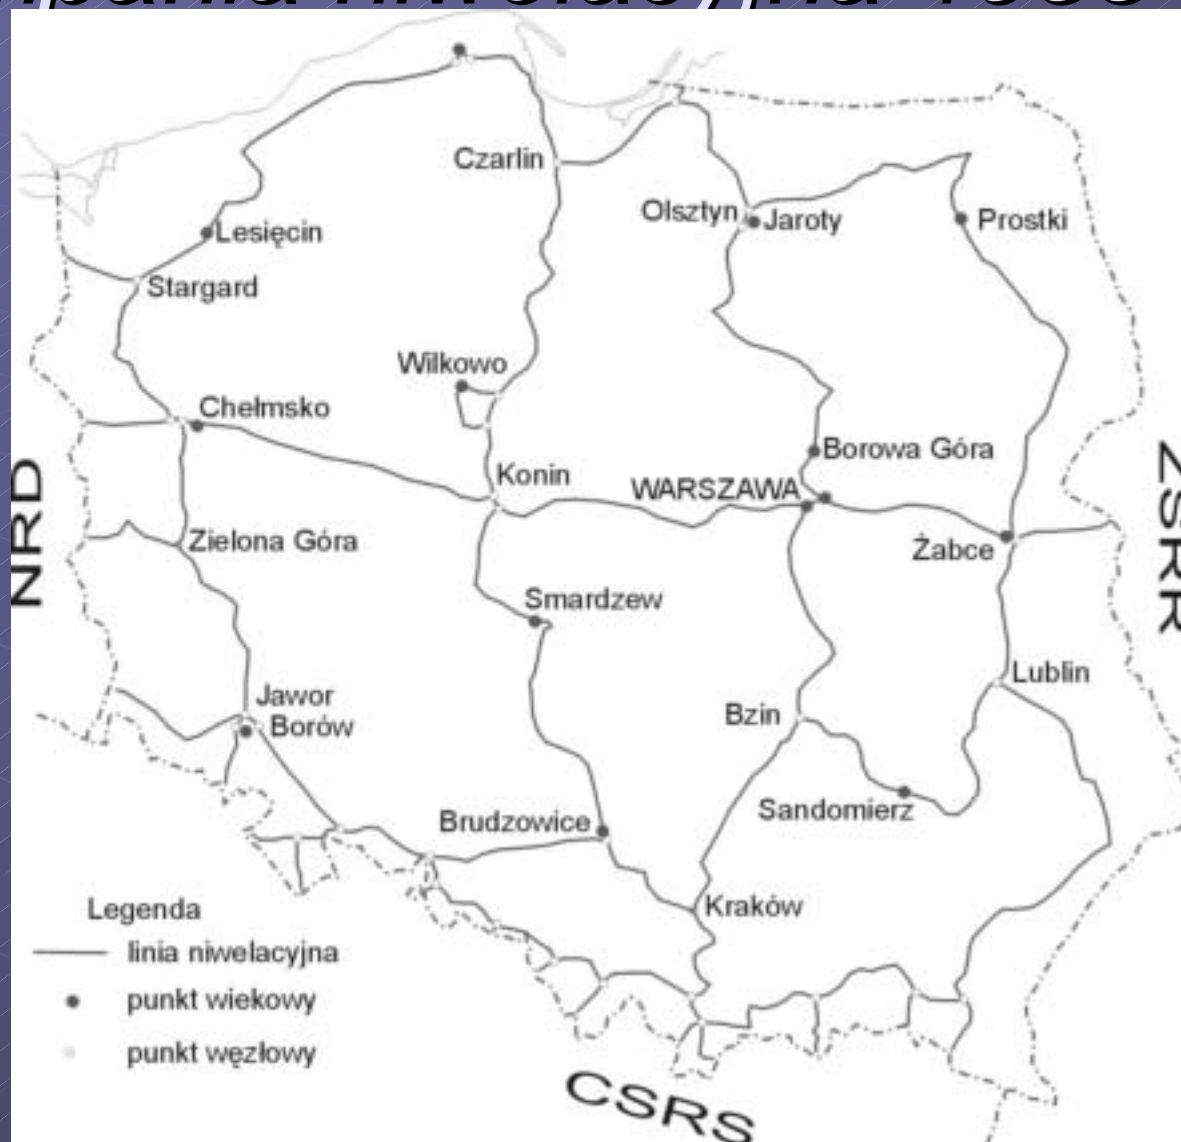 niwelacyjna
Czarlin
Olsztyn
Jaroty
Prostki
Lesięcin
Stargard
Wilkowo
Chełmsko
Borowa Góra
Konin
WARSZAWA
NRD
ZSRR
Zielona Góra
Żabce
Smardzew
Lublin
Jawor
Bzin
Borów
Sandomierz
Brudzowice
Kraków
Legenda
linia niwelacyjna
punkt wiekowy
punkt węzłowy
CSRS